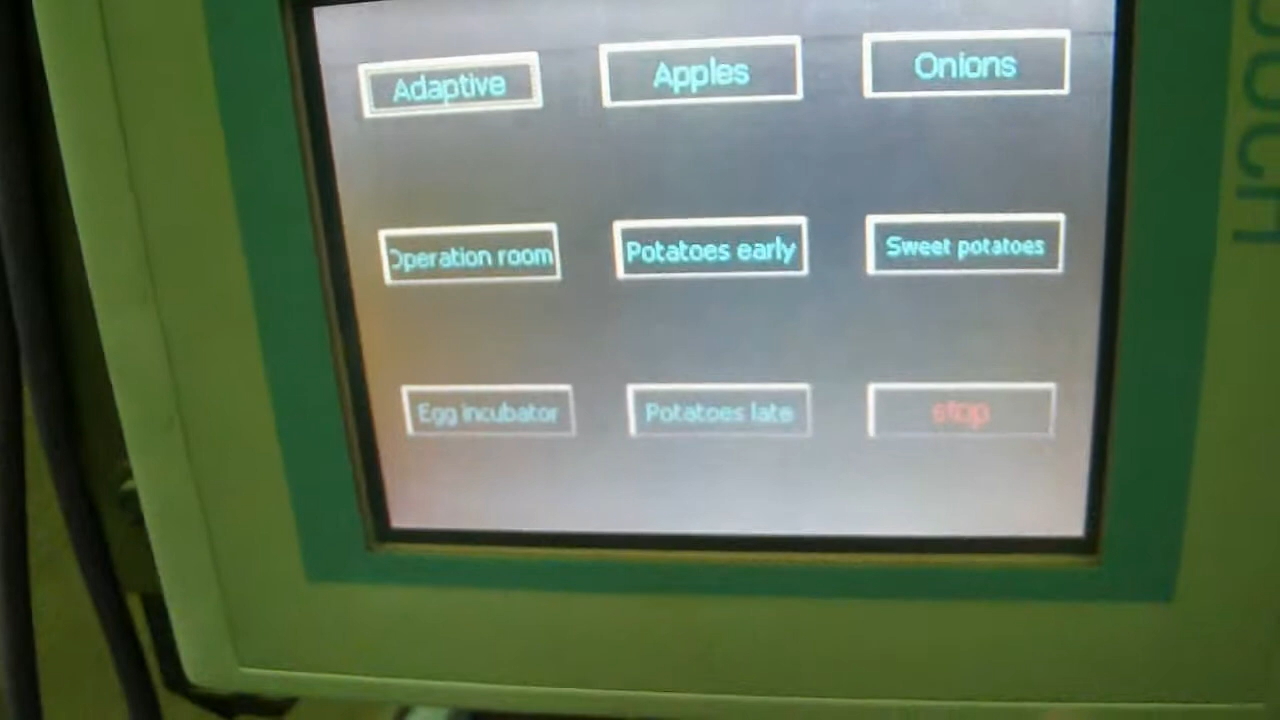 Adaptive
Apples
Onions
Operation room
Potatoes early
Sweet potatoes
Egg incubator
Potatoes late
stop